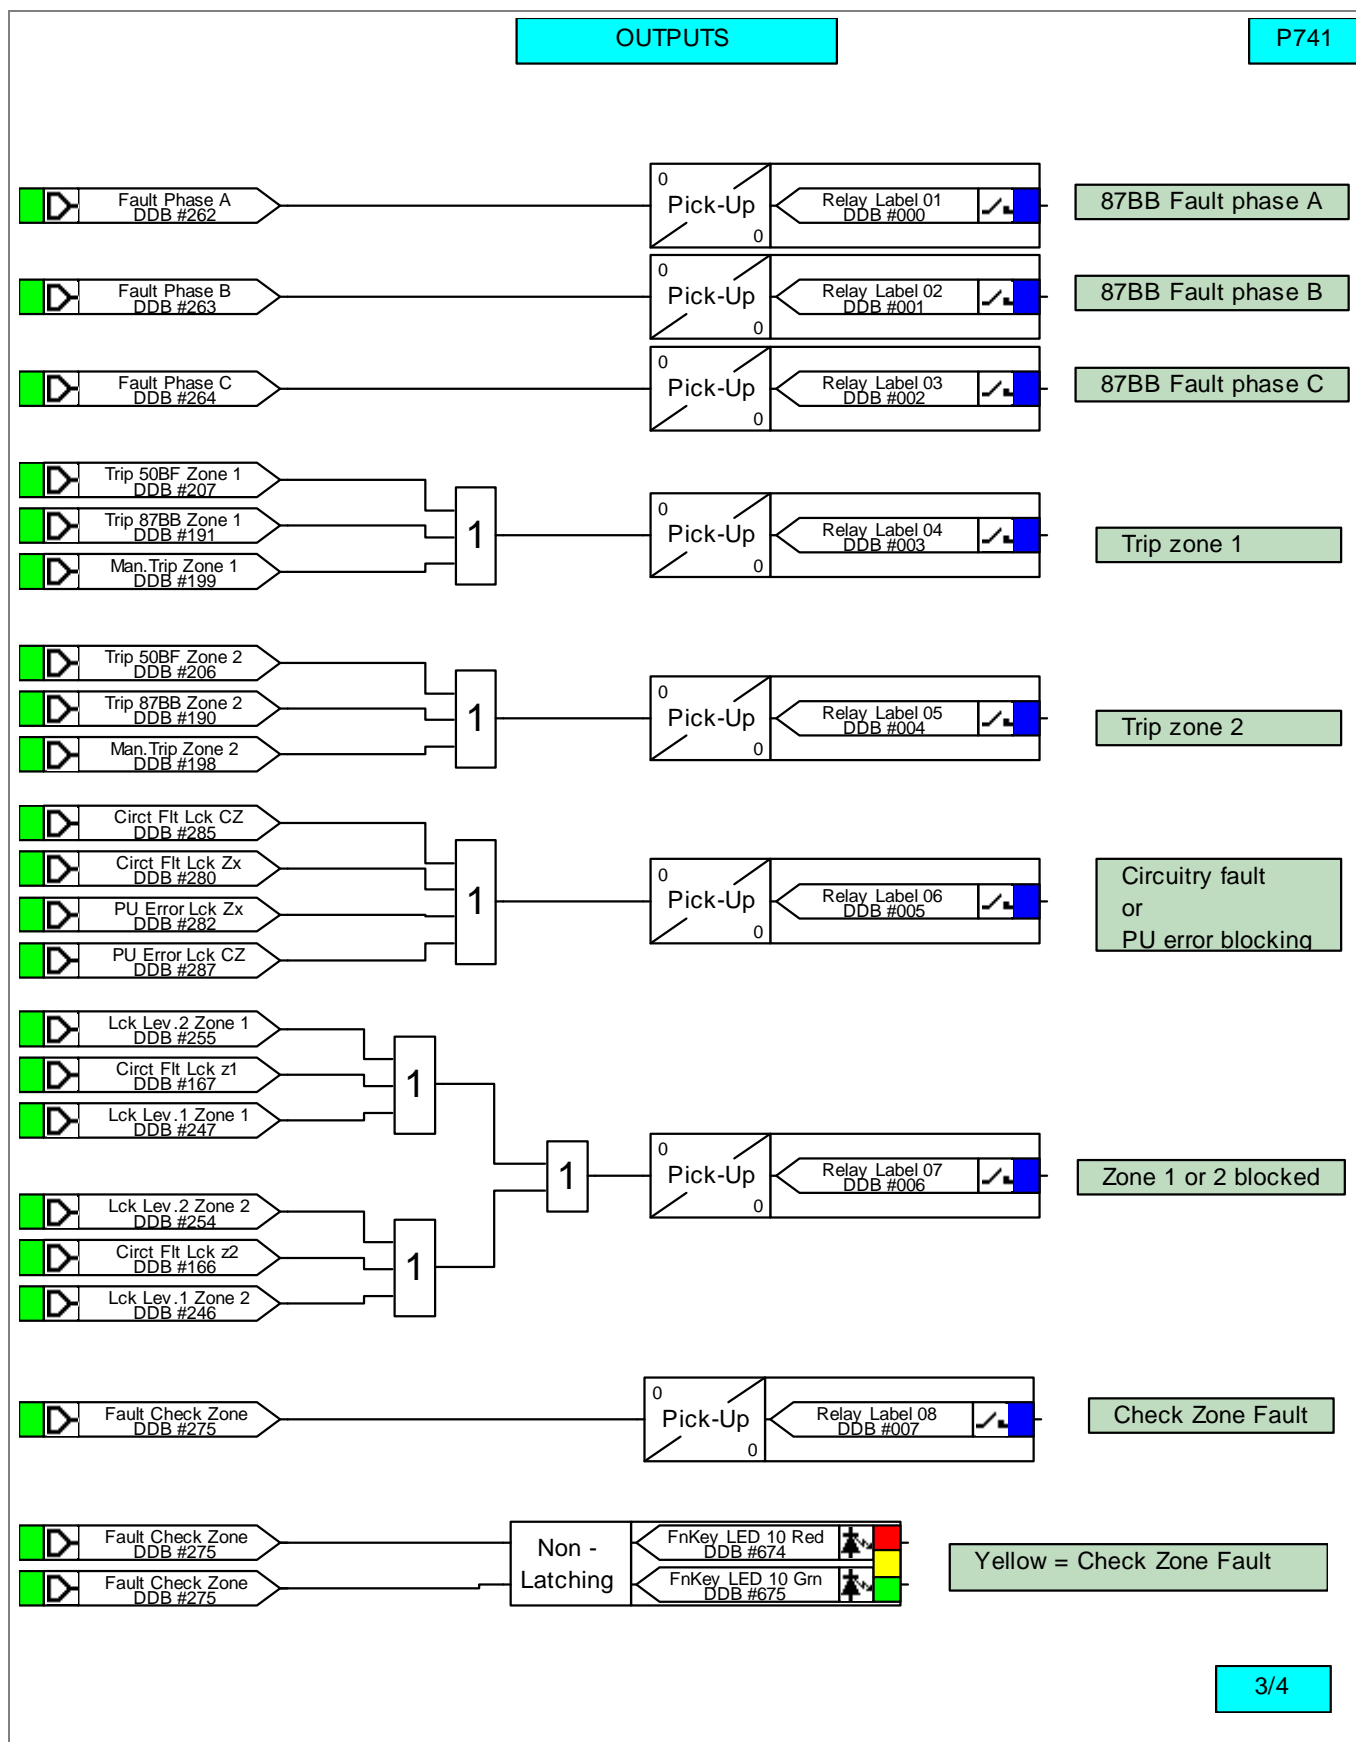 OUTPUTS
P741
Fault Phase A
DDB #262
0
Pick-Up
0
Relay Label 01
DDB #000
87BB Fault phase A
Fault Phase B
DDB #263
0
Pick-Up
0
Relay Label 02
DDB #001
87BB Fault phase B
Fault Phase C
DDB #264
0
Pick-Up
0
Relay Label 03
DDB #002
87BB Fault phase C
Trip 50BF Zone 1
DDB #207
Trip 87BB Zone 1
DDB #191
Man.Trip Zone 1
DDB #199
1
0
Pick-Up
0
Relay Label 04
DDB #003
Trip zone 1
Trip 50BF Zone 2
DDB #206
Trip 87BB Zone 2
DDB #190
Man.Trip Zone 2
DDB #198
1
0
Pick-Up
0
Relay Label 05
DDB #004
Trip zone 2
Circt Flt Lck CZ
DDB #285
Circt Flt Lck Zx
DDB #280
PU Error Lck Zx
DDB #282
PU Error Lck CZ
DDB #287
1
0
Pick-Up
0
Relay Label 06
DDB #005
Circuitry fault
or
PU error blocking
Lck Lev.2 Zone 1
DDB #255
Circt Flt Lck z1
DDB #167
Lck Lev.1 Zone 1
DDB #247
1
Lck Lev.2 Zone 2
DDB #254
Circt Flt Lck z2
DDB #166
Lck Lev.1 Zone 2
DDB #246
1
1
0
Pick-Up
0
Relay Label 07
DDB #006
Zone 1 or 2 blocked
Fault Check Zone
DDB #275
0
Pick-Up
0
Relay Label 08
DDB #007
Check Zone Fault
Fault Check Zone
DDB #275
Fault Check Zone
DDB #275
Non -
Latching
FnKey LED 10 Red
DDB #674
FnKey LED 10 Grn
DDB #675
Yellow = Check Zone Fault
3/4